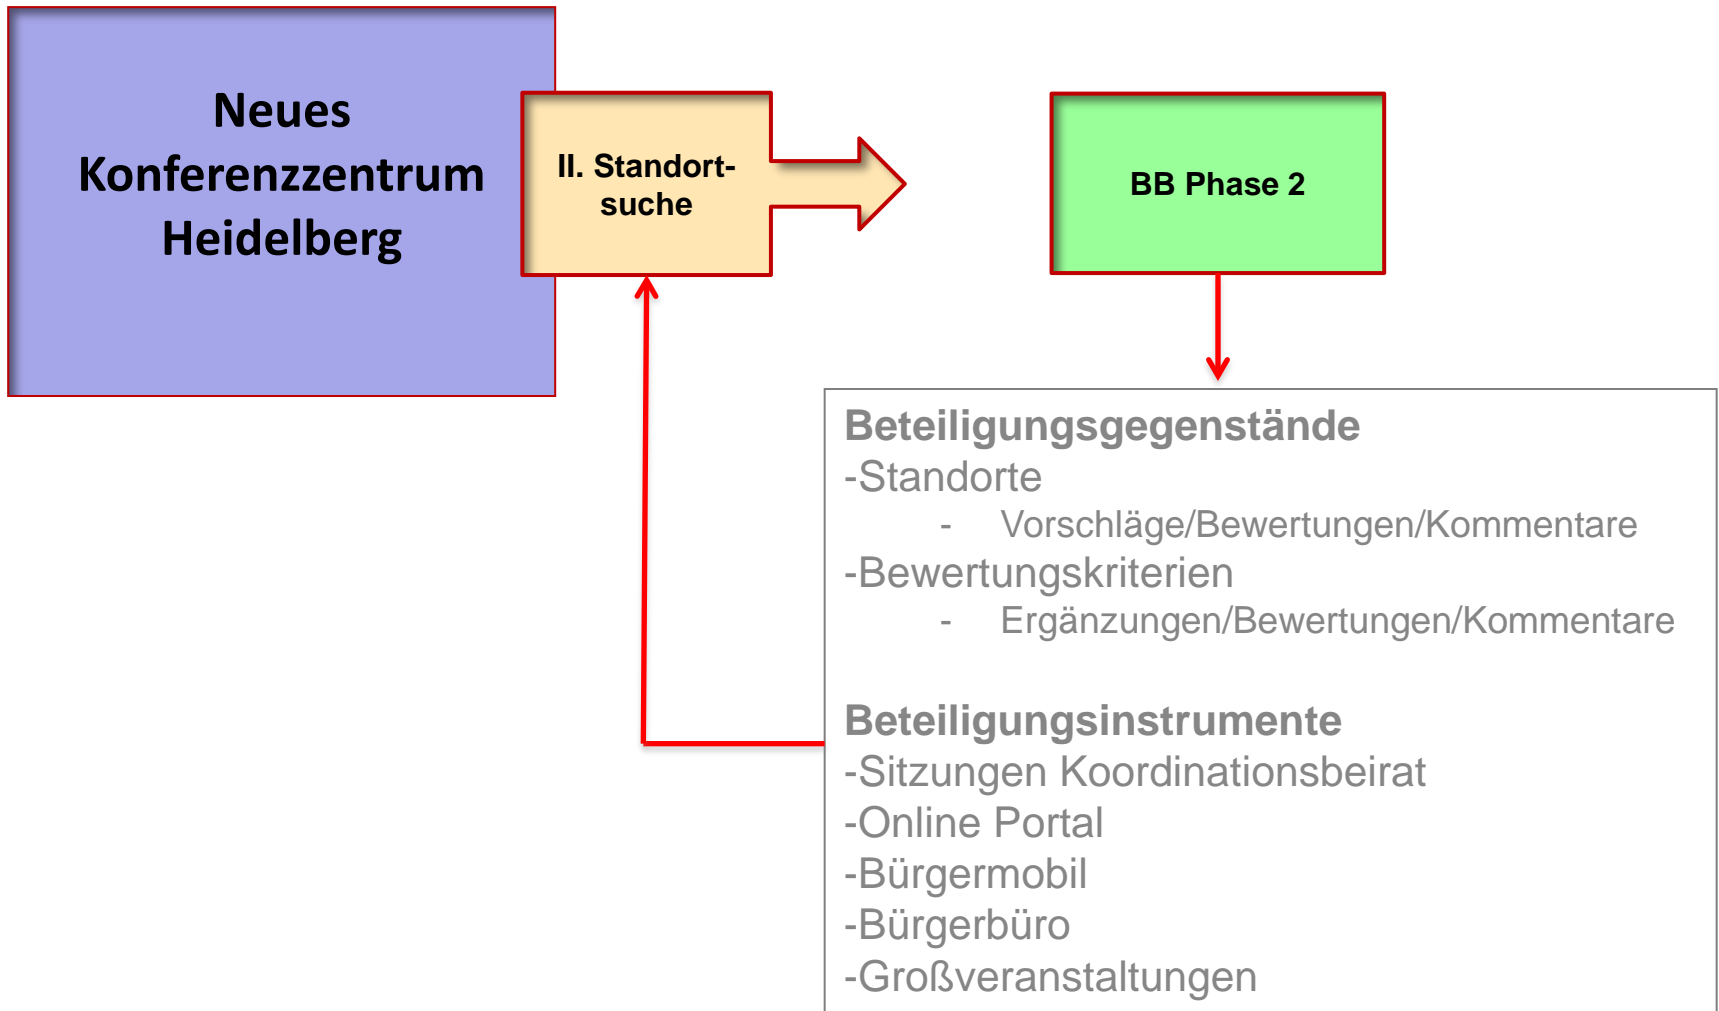 Neues
Konferenzzentrum
Heidelberg
II. Standort-
suche
BB Phase 2
Beteiligungsgegenstände
-Standorte
- Vorschläge/Bewertungen/Kommentare
-Bewertungskriterien
- Ergänzungen/Bewertungen/Kommentare
Beteiligungsinstrumente
-Sitzungen Koordinationsbeirat
-Online Portal
-Bürgermobil
-Bürgerbüro
-Großveranstaltungen